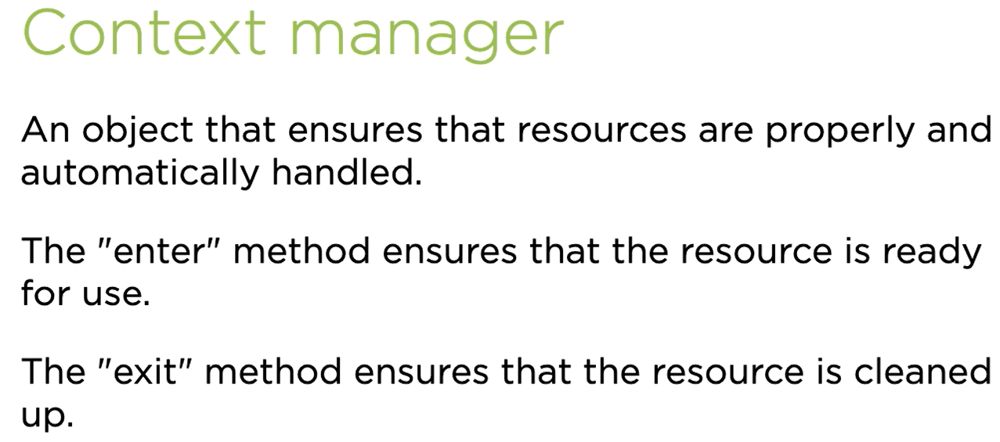 Context manager
An object that ensures that resources are properly and
automatically handled.
The "enter" method ensures that the resource is ready
for use.
The "exit" method ensures that the resource is cleaned
up.